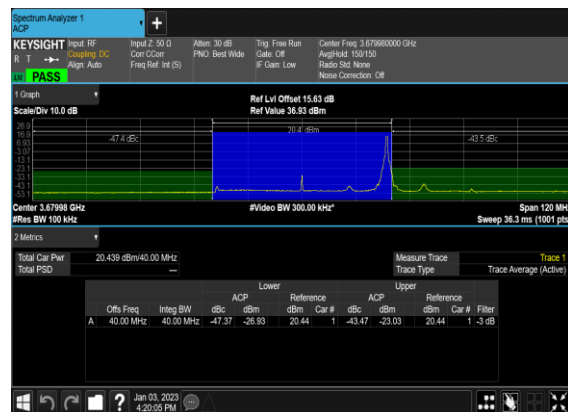 Spectrum Analyzer 1
ACP
KEYSIGHT Input: RF Input Z: 50 Ω Atten: 30 dB Trig: Free Run Center Freq: 3.679980000 GHz
R T Coupling: DC Corr CCorr PNO: Best Wide Gate: Off Avg|Hold: 150/150
Align: Auto Freq Ref: Int (S) IF Gain: Low Radio Std: None
PASS Noise Correction: Off
1 Graph
Ref Lvl Offset 15.63 dB
Scale/Div 10.0 dB Ref Value 36.93 dBm
26.9
16.9
6.93
-3.07
-13.1
-23.1
-33.1
-43.1
-53.1
-47.4 dBc 20.4 dBm -43.5 dBc
Center 3.67998 GHz #Video BW 300.00 kHz* Span 120 MH
#Res BW 100 kHz Sweep 36.3 ms (1001 pts
2 Metrics
Total Car Pwr 20.439 dBm/40.00 MHz Measure Trace Trace 1
Total PSD --- Trace Type Trace Average (Active)
Lower Upper
ACP Reference ACP Reference
Offs Freq Integ BW dBc dBm dBm Car # dBc dBm dBm Car # Filter
A 40.00 MHz 40.00 MHz -47.37 -26.93 20.44 1 -43.47 -23.03 20.44 1 -3 dB
? Jan 03, 2023
4:20:05 PM